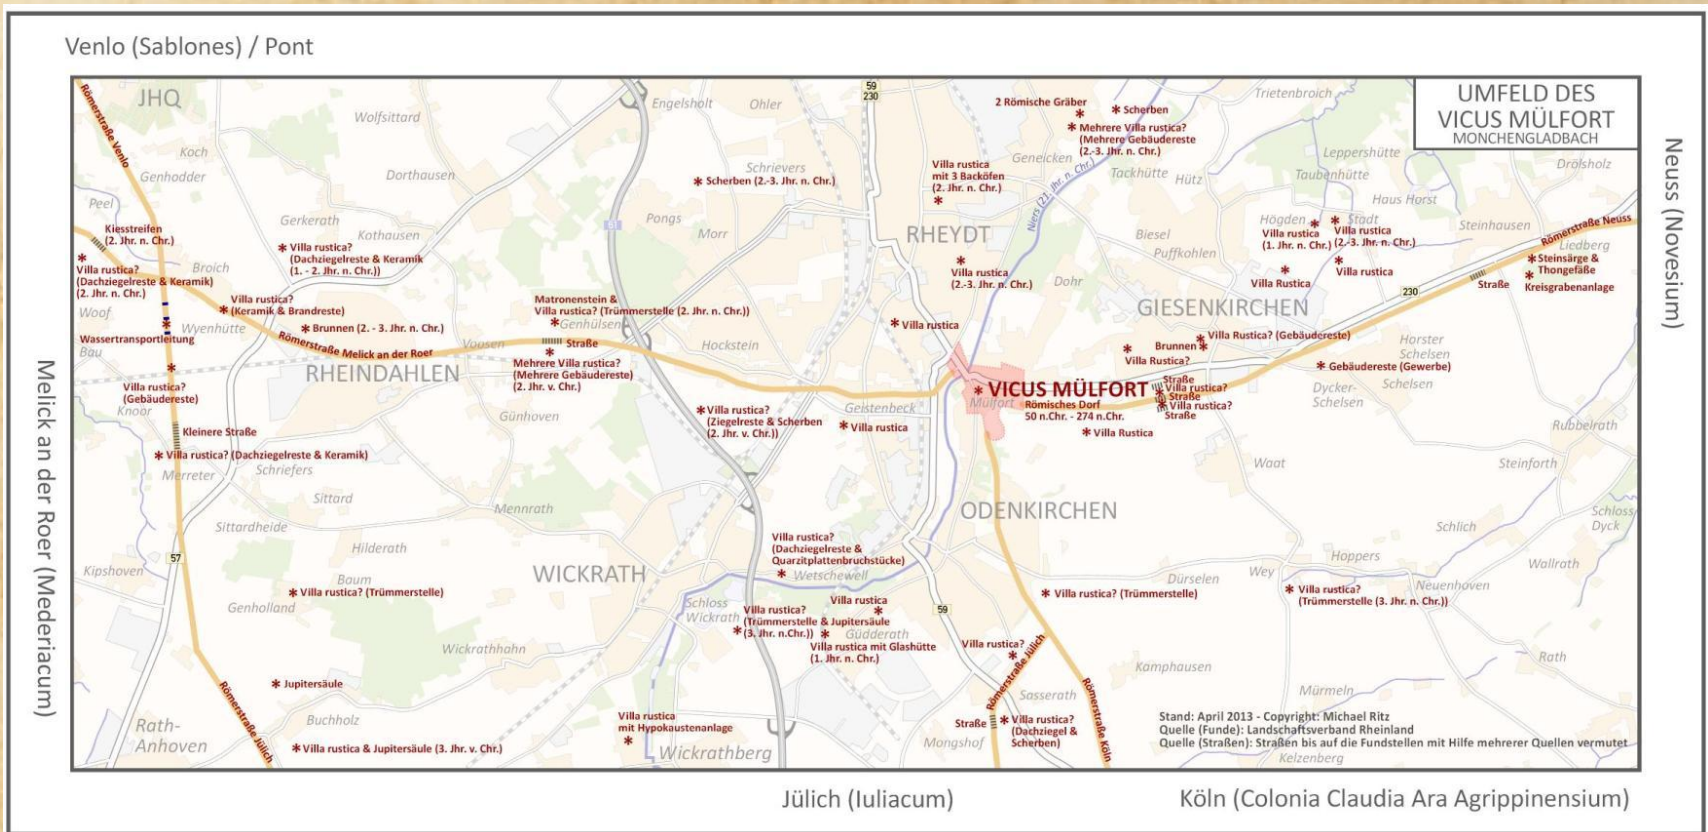 Venlo (Sablones) / Pont
UMFELD DES
VICUS MÜLFORT
MÖNCHENGLADBACH
Neuss (Novesium)
Melick an der Roer (Mederiacum)
Jülich (Iuliacum)
Köln (Colonia Claudia Ara Agrippinensium)
Römerstraße Venlo
JHQ
Wolfsittard
Koch
Genhodder
Dorthausen
Peel
Gerkerath
Kothausen
Kiesstreifen
(2. Jhr. n. Chr.)
Broich
Villa rustica?
(Dachziegelreste & Keramik
(1. - 2. Jhr. n. Chr.))
Villa rustica?
(Dachziegelreste & Keramik)
(2. Jhr. n. Chr.)
Woof
Villa rustica?
(Keramik & Brandreste)
Wyenhütte
Brunnen (2. - 3. Jhr. n. Chr.)
Wassertransportleitung
Bau
Römerstraße Melick an der Roer
Voosen
RHEINDAHLEN
Villa rustica?
(Gebäudereste)
Knoor
Günhoven
Kleinere Straße
Villa rustica? (Dachziegelreste & Keramik)
Merreter
Schriefers
Sittard
Sittardheide
Mennrath
Hilderath
57
Kipshoven
Baum
Villa rustica? (Trümmerstelle)
Genholland
Wickrathhahn
Jupitersäule
Römerstraße Jülich
Buchholz
Rath-
Anhoven
Villa rustica & Jupitersäule (3. Jhr. v. Chr.)
Engelsholt
Ohler
59
230
Schrievers
Scherben (2.-3. Jhr. n. Chr.)
Pongs
Morr
61
Matronenstein &
Villa rustica? (Trümmerstelle (2. Jhr. n. Chr.))
Genhülsen
Straße
Mehrere Villa rustica?
(Mehrere Gebäudereste)
(2. Jhr. v. Chr.)
Hockstein
Villa rustica
Villa rustica?
(Ziegelreste & Scherben
(2. Jhr. v. Chr.))
Geistenbeck
Villa rustica
WICKRATH
Villa rustica?
(Dachziegelreste &
Quarzitplattenbruchstücke)
Wetschewell
Schloss
Wickrath
Villa rustica?
(Trümmerstelle & Jupitersäule
(3. Jhr. n.Chr.))
Villa rustica
Güdderath
Villa rustica mit Glashütte
(1. Jhr. n. Chr.)
Villa rustica
mit Hypokaustenanlage
Wickrathberg
2 Römische Gräber
Scherben
Mehrere Villa rustica?
(Mehrere Gebäudereste
(2.-3. Jhr. n. Chr.)
Geneicken
Villa rustica
mit 3 Backöfen
(2. Jhr. n. Chr.)
Niers (21. Jhr. n. Chr.)
RHEYDT
Villa rustica
(2.-3. Jhr. n. Chr.)
Dohr
Tackhütte
Hütz
Biesel
Puffkohlen
Trietenbroich
Leppershütte
Taubenhütte
Drölsholz
Haus Horst
Högden
Stadt
Steinhausen
Villa rustica
(1. Jhr. n. Chr.)
Villa rustica
(2.-3. Jhr. n. Chr.)
Römerstraße Neuss
Liedberg
Steinsärge &
Thongefäße
Kreisgrabenanlage
Villa Rustica
Villa rustica
Straße
230
GIESENKIRCHEN
Villa Rustica? (Gebäudereste)
Brunnen
Villa Rustica?
Horster
Schelsen
Gebäudereste (Gewerbe)
Dycker-
Schelsen
Schelsen
VICUS MÜLFORT
Mülfort
Römisches Dorf
50 n.Chr. - 274 n.Chr.
Straße
Villa rustica?
Straße
Villa rustica?
Straße
Villa Rustica
Rubbelrath
Waat
Steinforth
ODENKIRCHEN
Schloss
Dyck
Schlich
Hoppers
Wallrath
Wey
Neuenhoven
Dürselen
Villa rustica? (Trümmerstelle)
Villa rustica?
(Trümmerstelle (3. Jhr. n. Chr.))
59
Villa rustica?
Römerstraße Jülich
Kamphausen
Rath
Sasserath
Mürmeln
Römerstraße Köln
Straße
Villa rustica?
(Dachziegel &
Scherben)
Mongshof
Stand: April 2013 - Copyright: Michael Ritz
Quelle (Funde): Landschaftsverband Rheinland
Quelle (Straßen): Straßen bis auf die Fundstellen mit Hilfe mehrerer Quellen vermutet
Kelzenberg